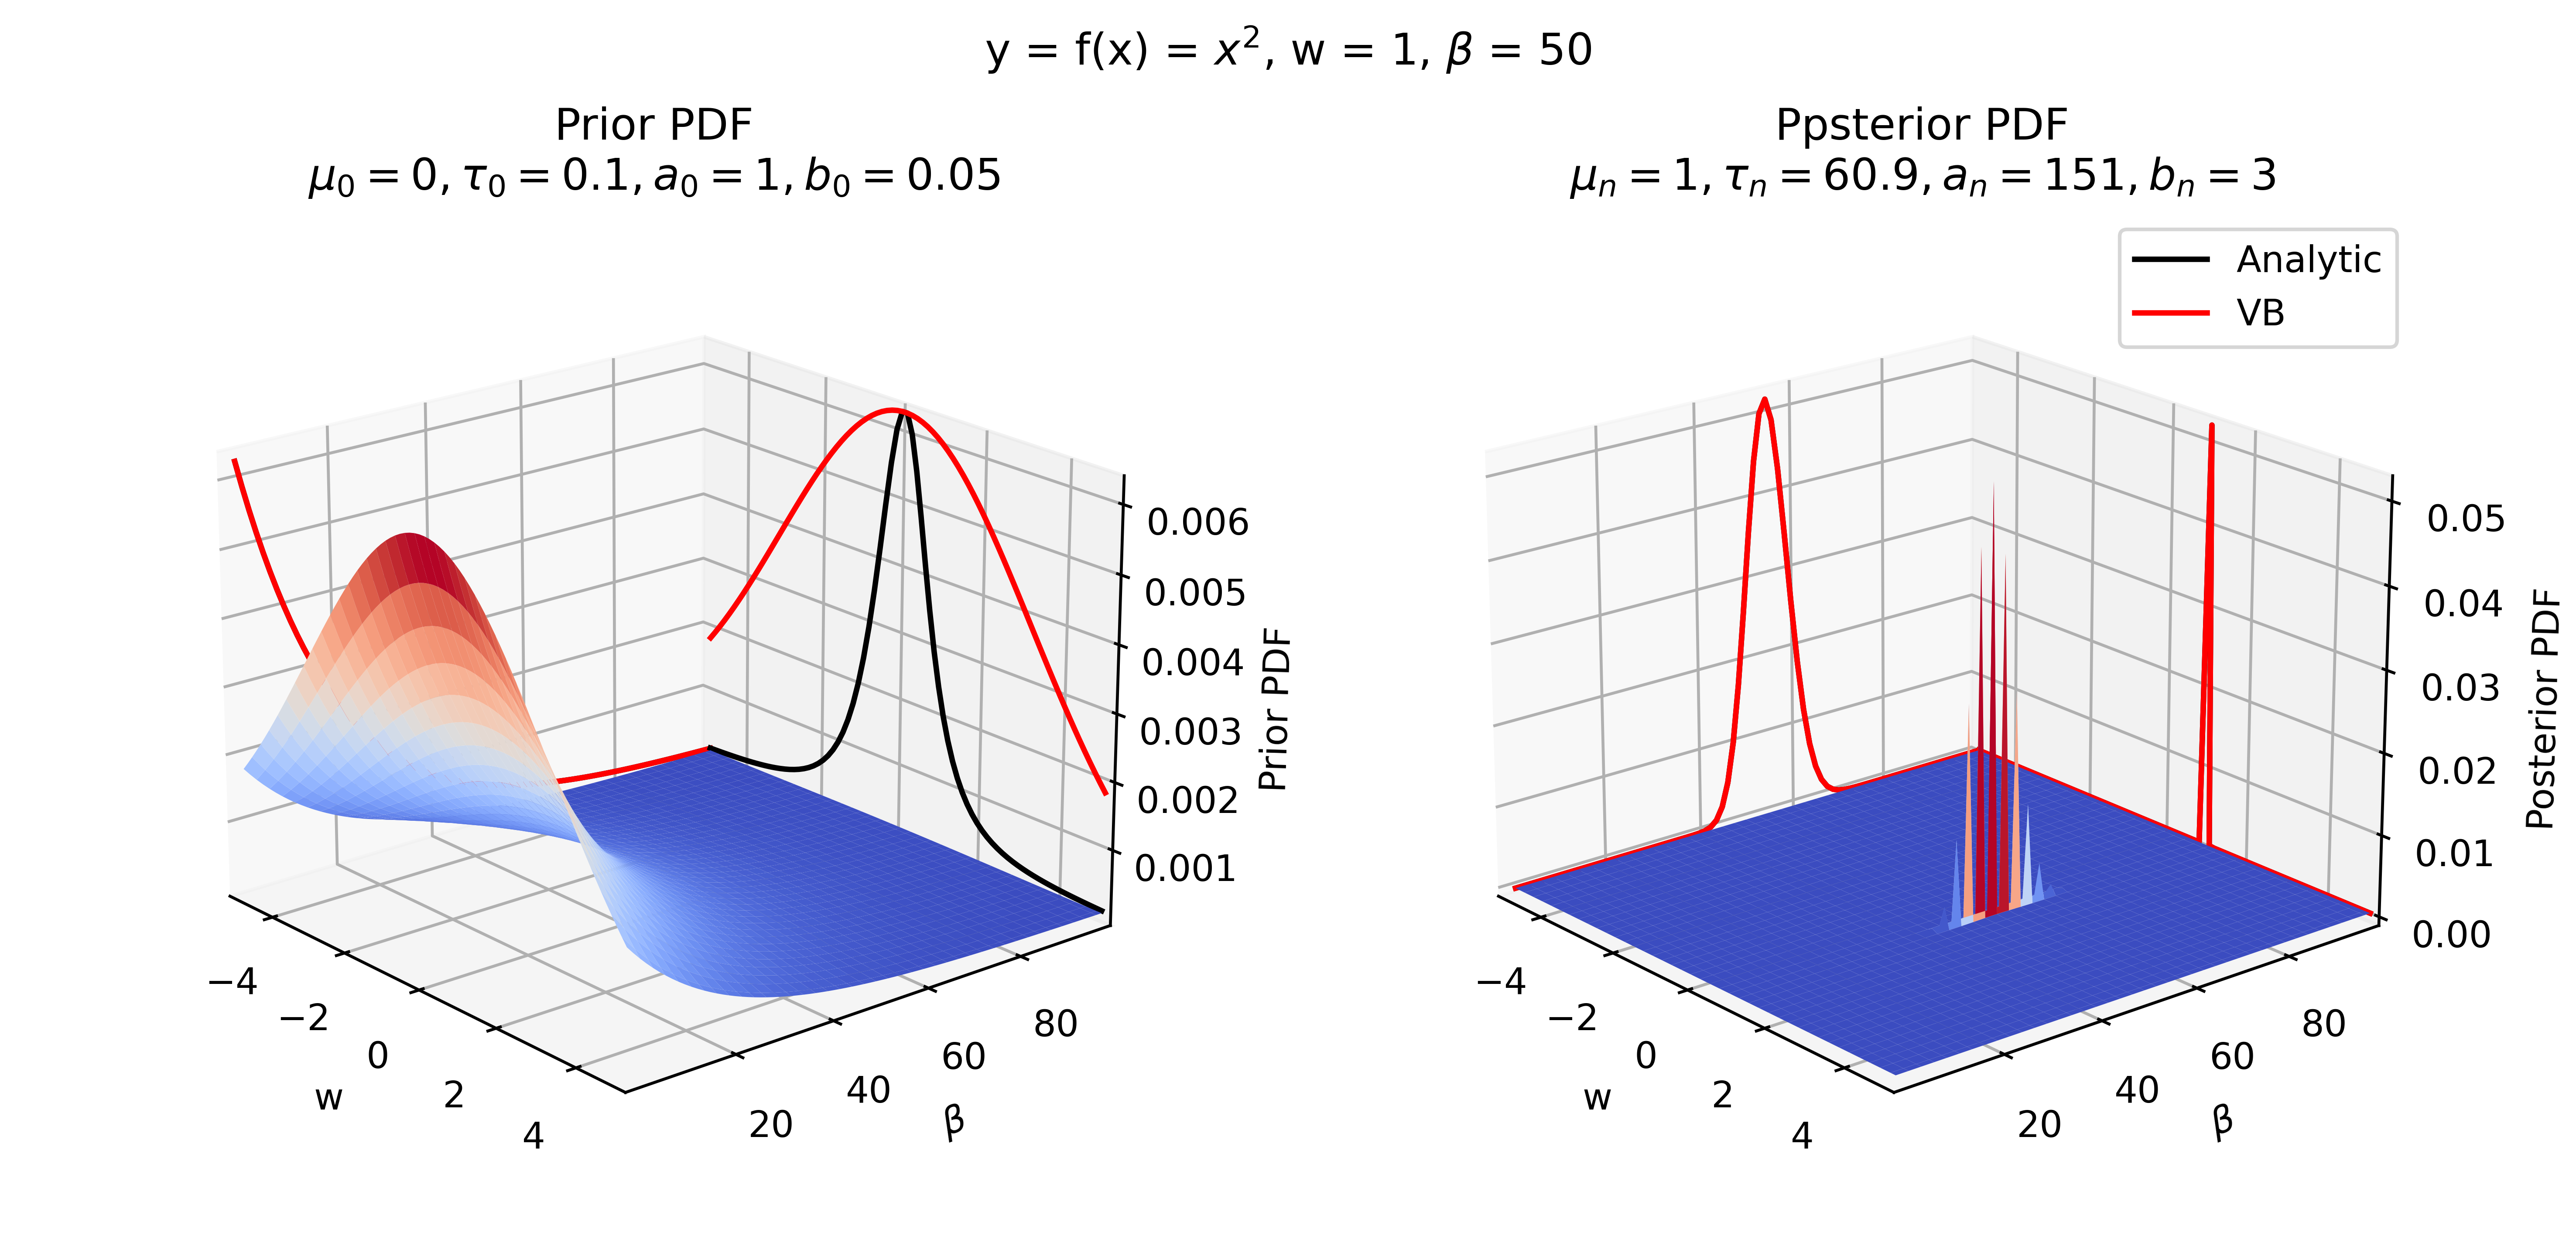 y = f(x) = x², w = 1, β = 50
Prior PDF
μ₀ = 0, τ₀ = 0.1, a₀ = 1, b₀ = 0.05
−4
−2
0
2
4
w
20
40
60
80
β
0.001
0.002
0.003
0.004
0.005
0.006
Prior PDF
Ppsterior PDF
μₙ = 1, τₙ = 60.9, aₙ = 151, bₙ = 3
Analytic
VB
−4
−2
0
2
4
w
20
40
60
80
β
0.00
0.01
0.02
0.03
0.04
0.05
Posterior PDF